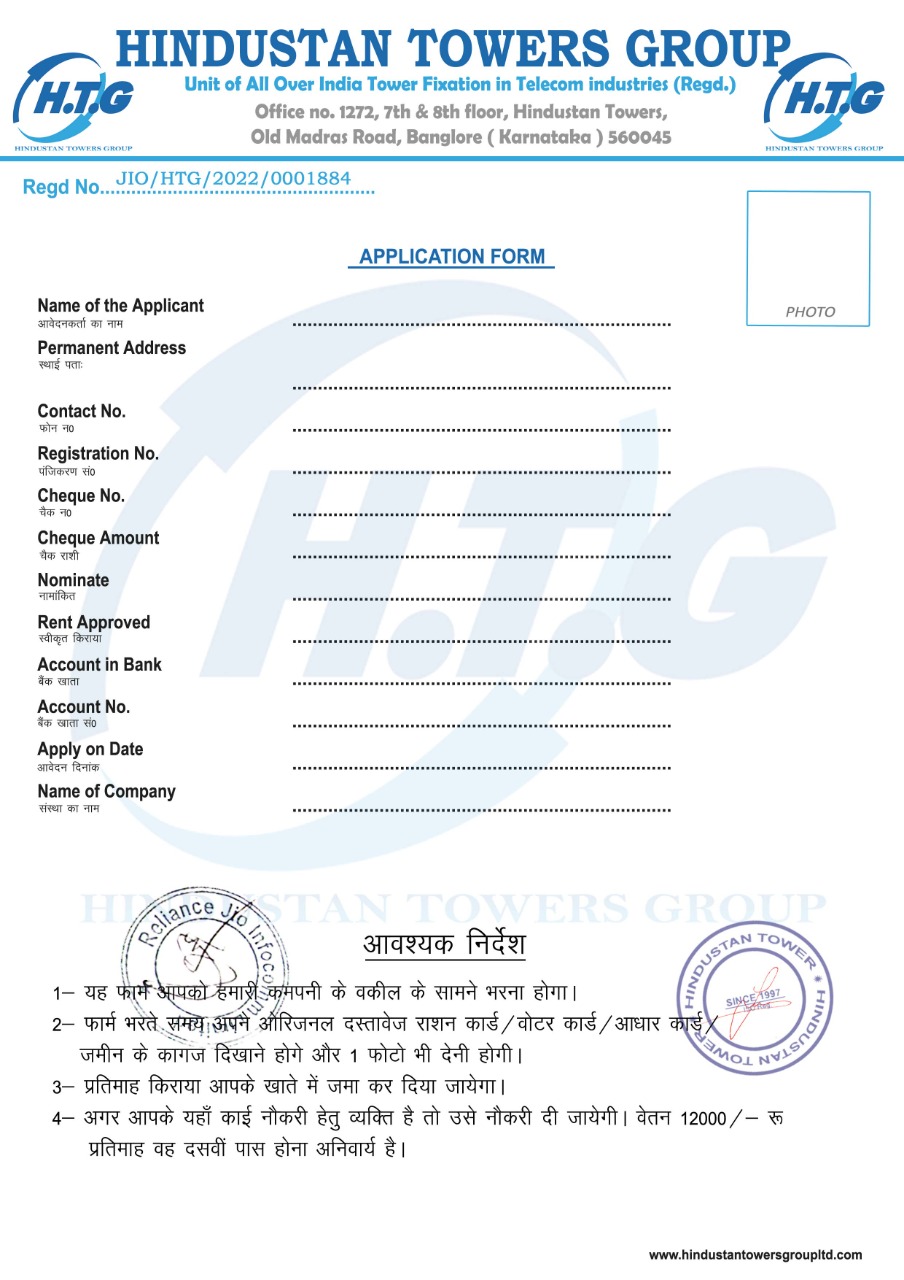 HINDUSTAN TOWERS GROUP
H.T.G
HINDUSTAN TOWERS GROUP
Unit of All Over India Tower Fixation in Telecom industries (Regd.)
Office no. 1272, 7th & 8th floor, Hindustan Towers,
Old Madras Road, Banglore ( Karnataka ) 560045
H.T.G
HINDUSTAN TOWERS GROUP
Regd No. JIO/HTG/2022/0001884
PHOTO
APPLICATION FORM
Name of the Applicant
आवेदनकर्ता का नाम
Permanent Address
स्थाई पताः
Contact No.
फोन न0
Registration No.
पंजिकरण सं0
Cheque No.
चैक न0
Cheque Amount
चैक राशी
Nominate
नामांकित
Rent Approved
स्वीकृत किराया
Account in Bank
बैंक खाता
Account No.
बैंक खाता सं0
Apply on Date
आवेदन दिनांक
Name of Company
संस्था का नाम
H.T.G
HINDUSTAN TOWERS GROUP
Reliance Jio Infocomm Limited
आवश्यक निर्देश
HINDUSTAN TOWER * HINDUSTAN TOWER
SINCE 1997
1– यह फार्म आपको हमारी कमपनी के वकील के सामने भरना होगा।
2– फार्म भरते समय अपने ओरिजनल दस्तावेज राशन कार्ड/वोटर कार्ड/आधार कार्ड/
जमीन के कागज दिखाने होगे और 1 फोटो भी देनी होगी।
3– प्रतिमाह किराया आपके खाते में जमा कर दिया जायेगा।
4– अगर आपके यहाँ काई नौकरी हेतु व्यक्ति है तो उसे नौकरी दी जायेगी। वेतन 12000/– रू
प्रतिमाह वह दसवीं पास होना अनिवार्य है।
www.hindustantowersgroupltd.com